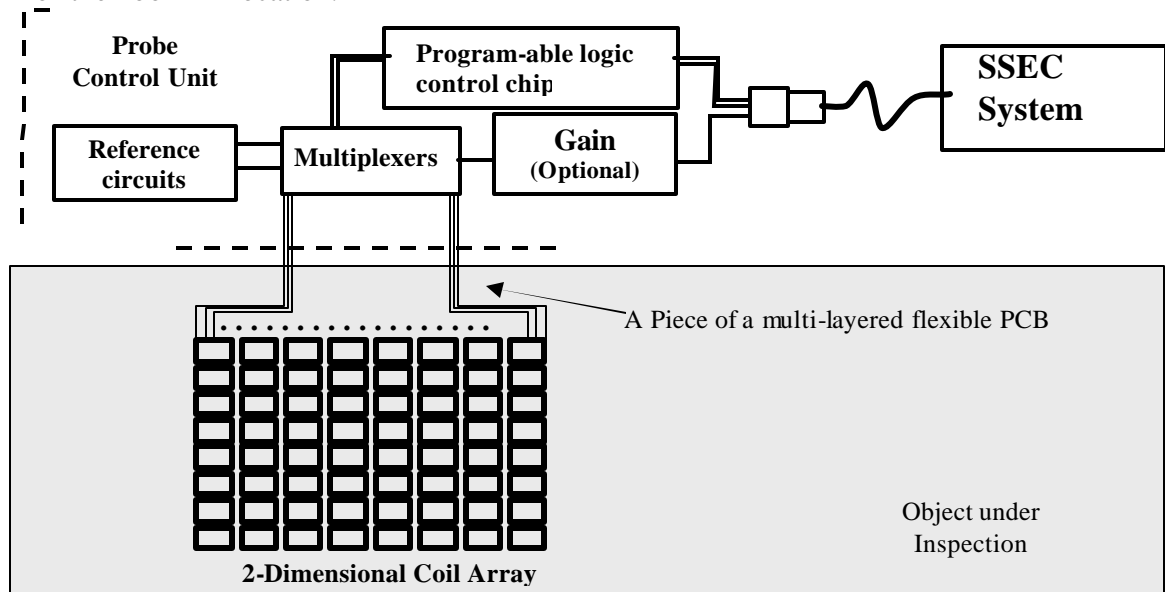 Probe
Control Unit
Program-able logic
control chip
SSEC
System
Reference
circuits
Multiplexers
Gain
(Optional)
A Piece of a multi-layered flexible PCB
Object under
Inspection
2-Dimensional Coil Array